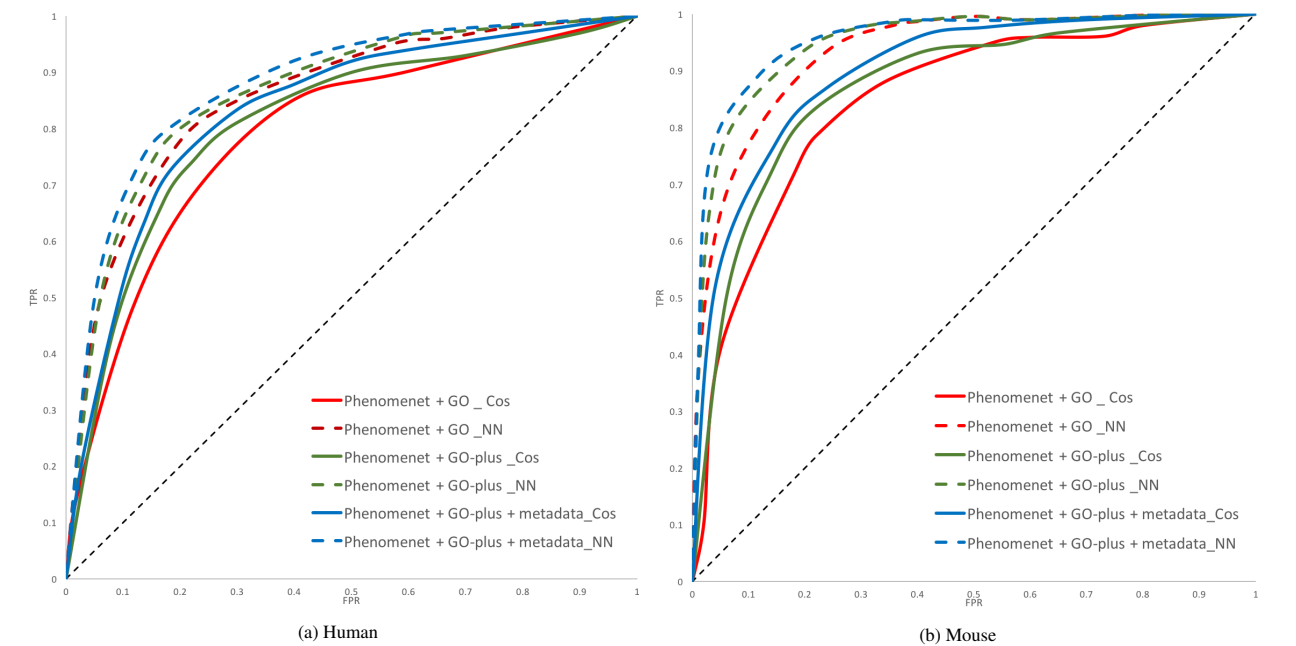 1
0.9
0.8
0.7
0.6
0.5
0.4
0.3
0.2
0.1
0
TPR
0 0.1 0.2 0.3 0.4 0.5 0.6 0.7 0.8 0.9 1
FPR
Phenomenet + GO _ Cos
Phenomenet + GO _NN
Phenomenet + GO-plus _Cos
Phenomenet + GO-plus _NN
Phenomenet + GO-plus + metadata_Cos
Phenomenet + GO-plus + metadata_NN
(a) Human
1
0.9
0.8
0.7
0.6
0.5
0.4
0.3
0.2
0.1
0
TPR
0 0.1 0.2 0.3 0.4 0.5 0.6 0.7 0.8 0.9 1
FPR
Phenomenet + GO _ Cos
Phenomenet + GO _NN
Phenomenet + GO-plus _Cos
Phenomenet + GO-plus _NN
Phenomenet + GO-plus + metadata_Cos
Phenomenet + GO-plus + metadata_NN
(b) Mouse